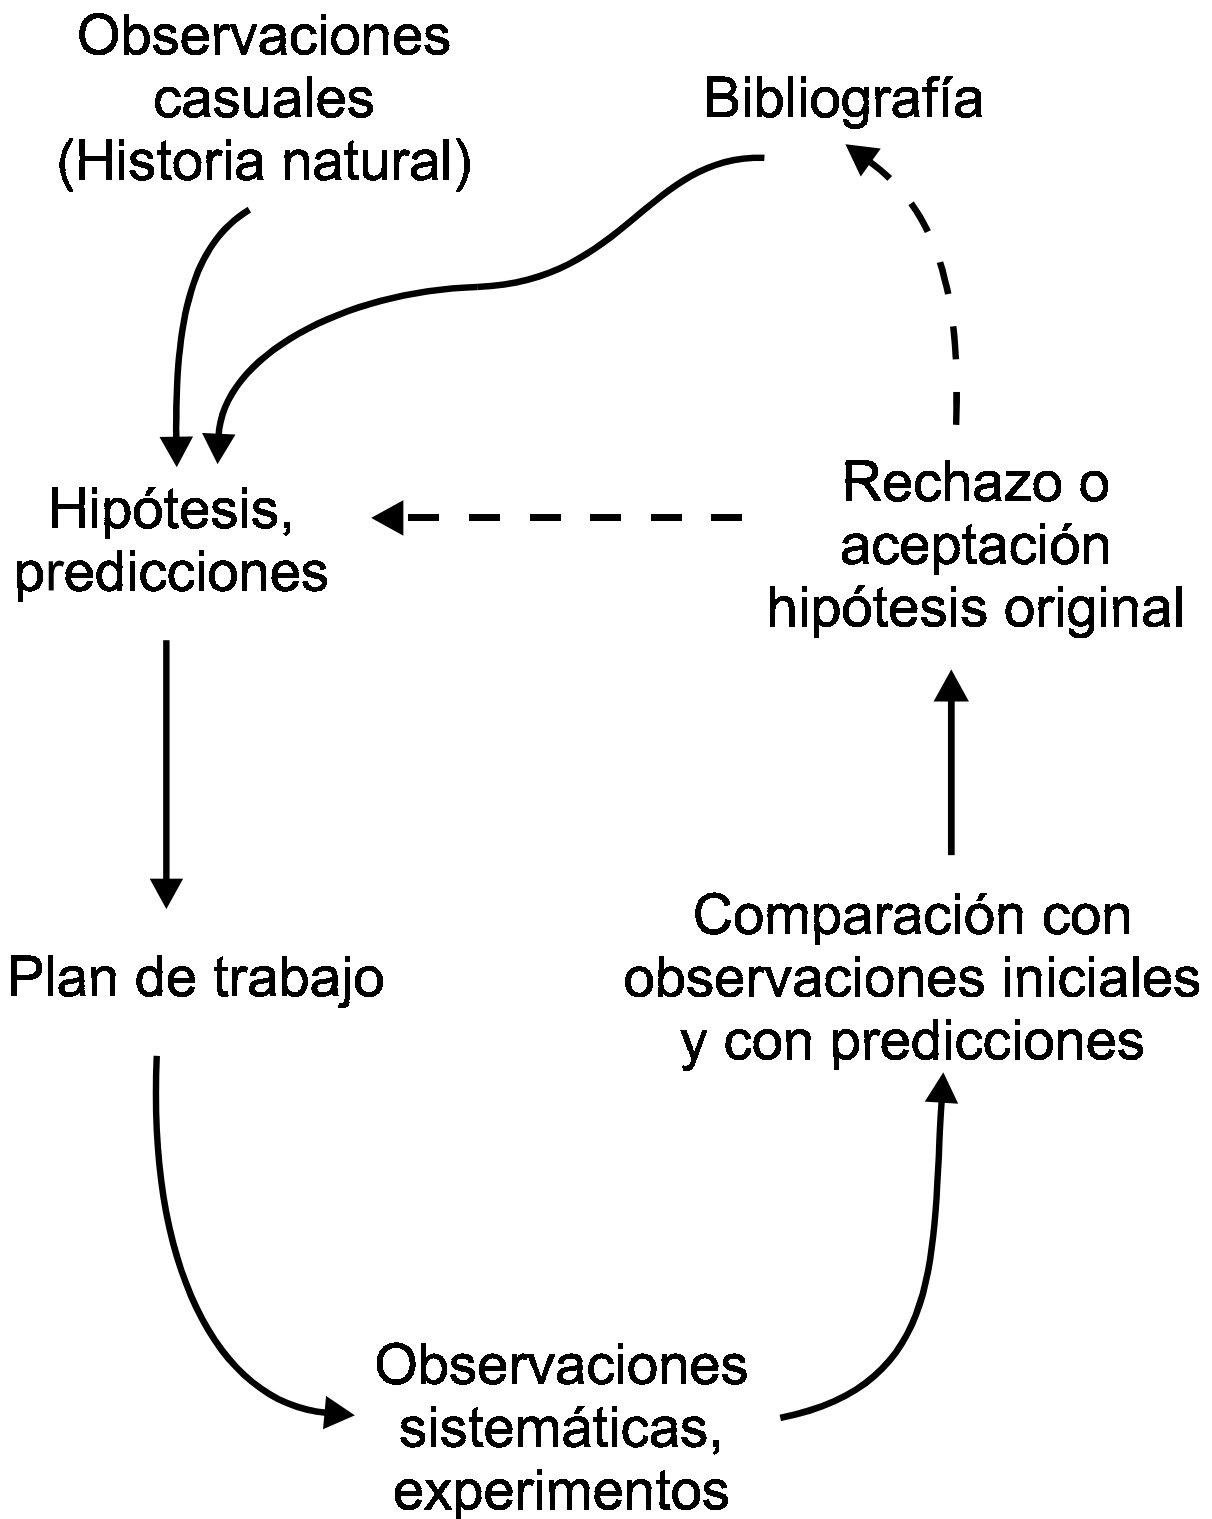 Observaciones
casuales
(Historia natural)
Bibliografía
Hipótesis,
predicciones
Rechazo o
aceptación
hipótesis original
Plan de trabajo
Comparación con
observaciones iniciales
y con predicciones
Observaciones
sistemáticas,
experimentos